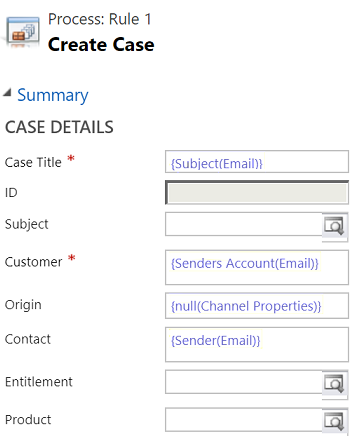 Process: Rule 1
Create Case
Summary
CASE DETAILS
Case Title * {Subject(Email)}
ID
Subject
Customer * {Senders Account(Email)}
Origin {null(Channel Properties)}
Contact {Sender(Email)}
Entitlement
Product